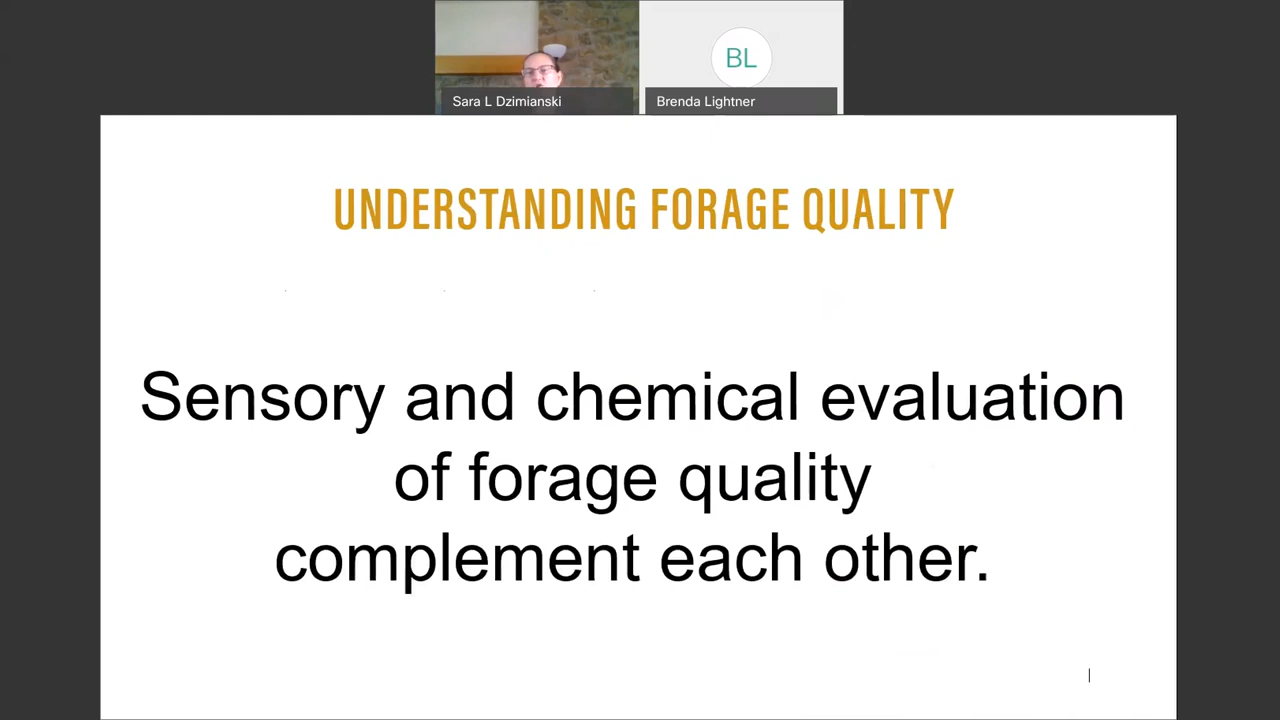 BL
Sara L Dzimianski
Brenda Lightner
UNDERSTANDING FORAGE QUALITY
Sensory and chemical evaluation
of forage quality
complement each other.